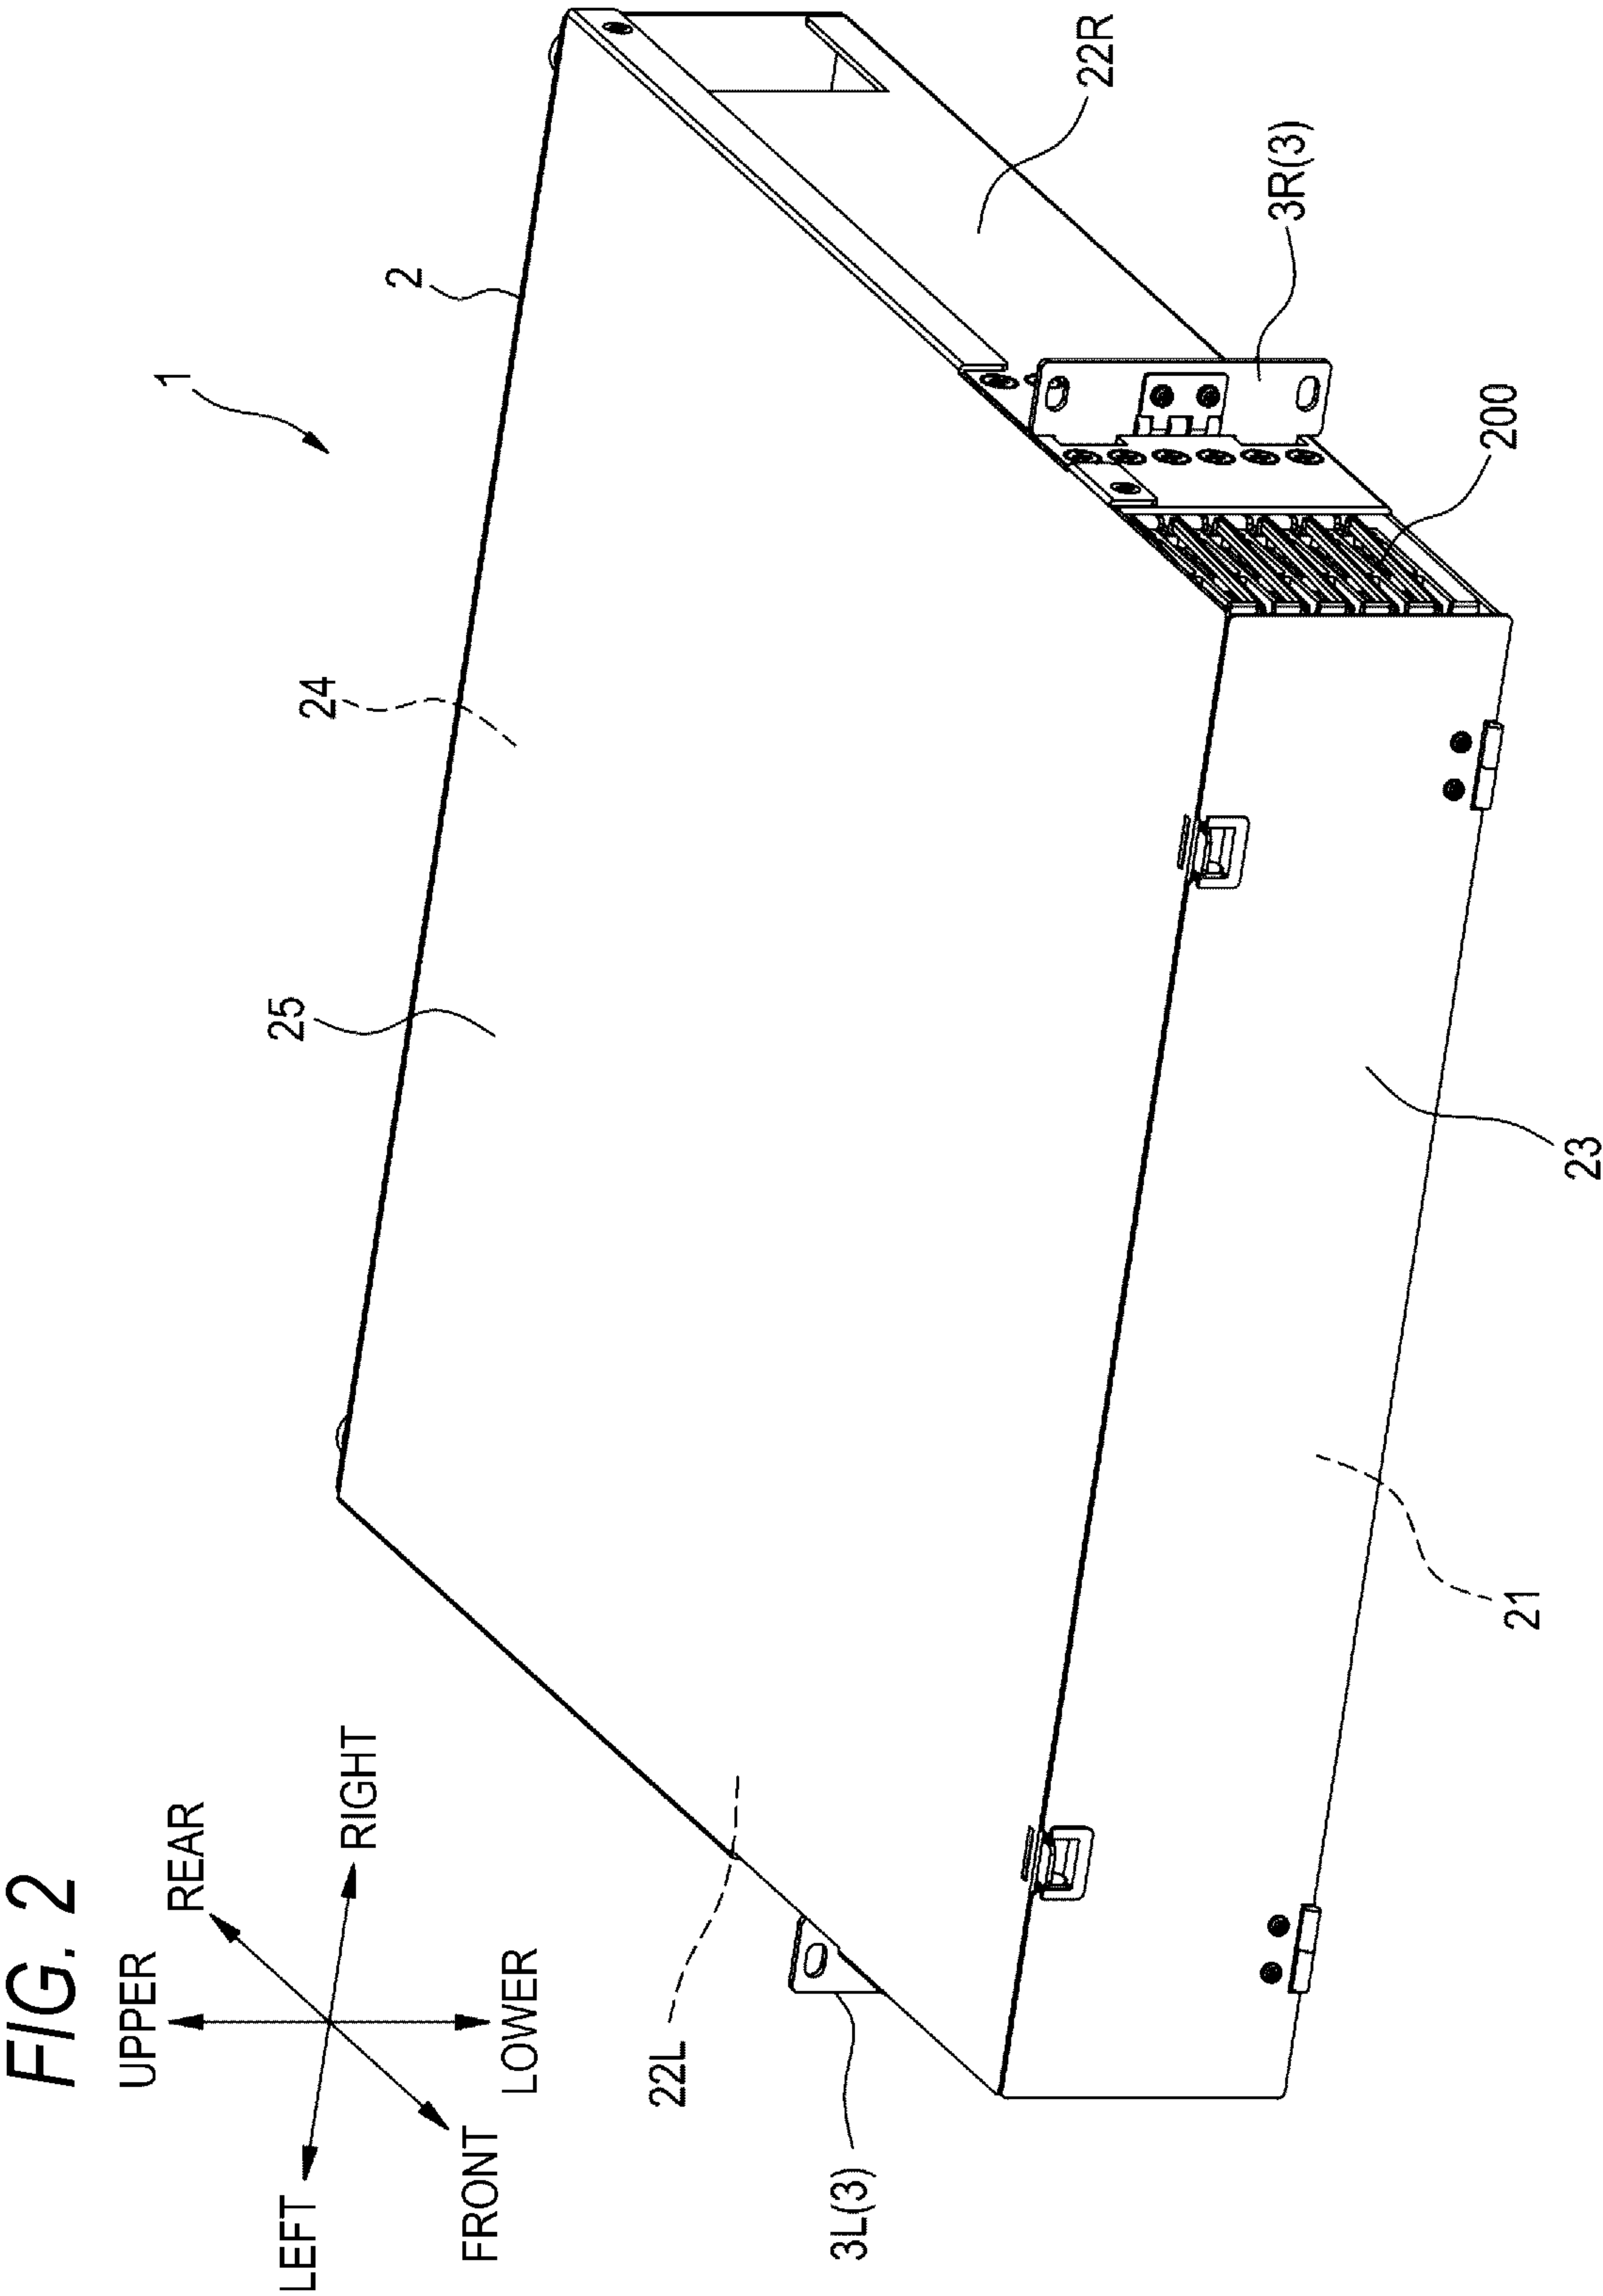 FIG. 2
UPPER
REAR
LEFT
RIGHT
FRONT
LOWER
1
2
24
25
22R
3R(3)
200
22L
3L(3)
23
21